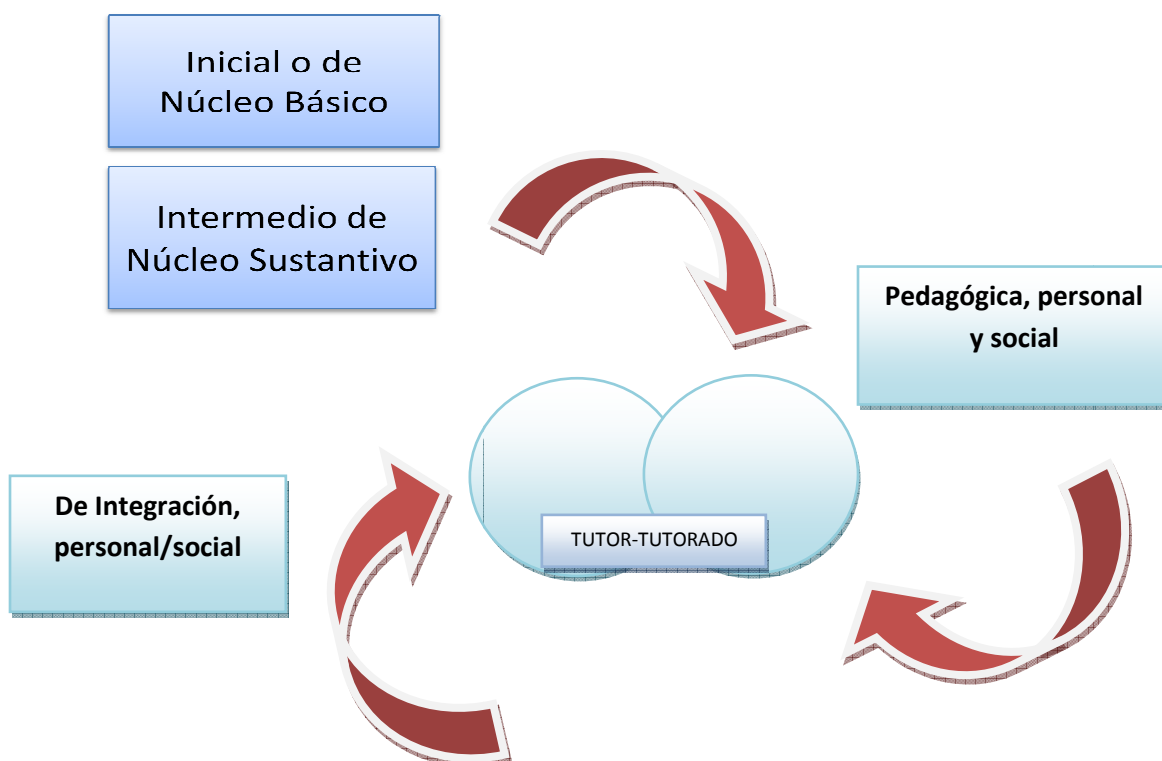 Inicial o de
Núcleo Básico
Intermedio de
Núcleo Sustantivo
Pedagógica, personal
y social
De Integración,
personal/social
TUTOR-TUTORADO